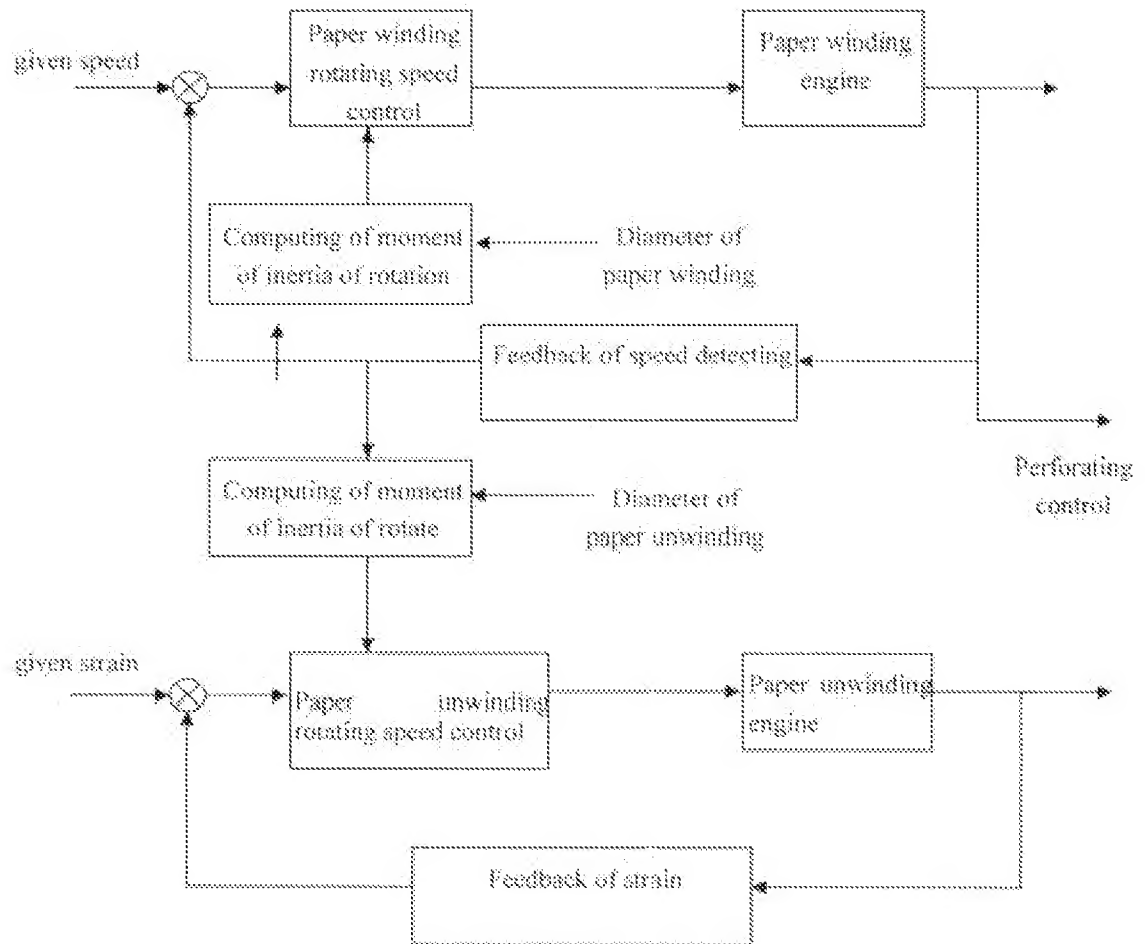 given speed
Paper winding
rotating speed
control
Paper winding
engine
Computing of moment
of inertia of rotation
Diameter of
paper winding
Feedback of speed detecting
Perforating
control
Computing of moment
of inertia of rotate
Diameter of
paper unwinding
given strain
Paper unwinding
rotating speed control
Paper unwinding
engine
Feedback of strain